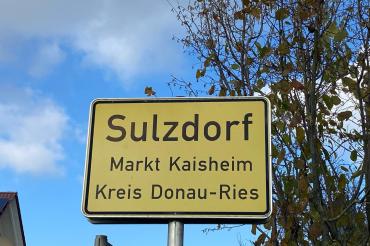 Sulzdorf
Markt Kaisheim
Kreis Donau-Ries